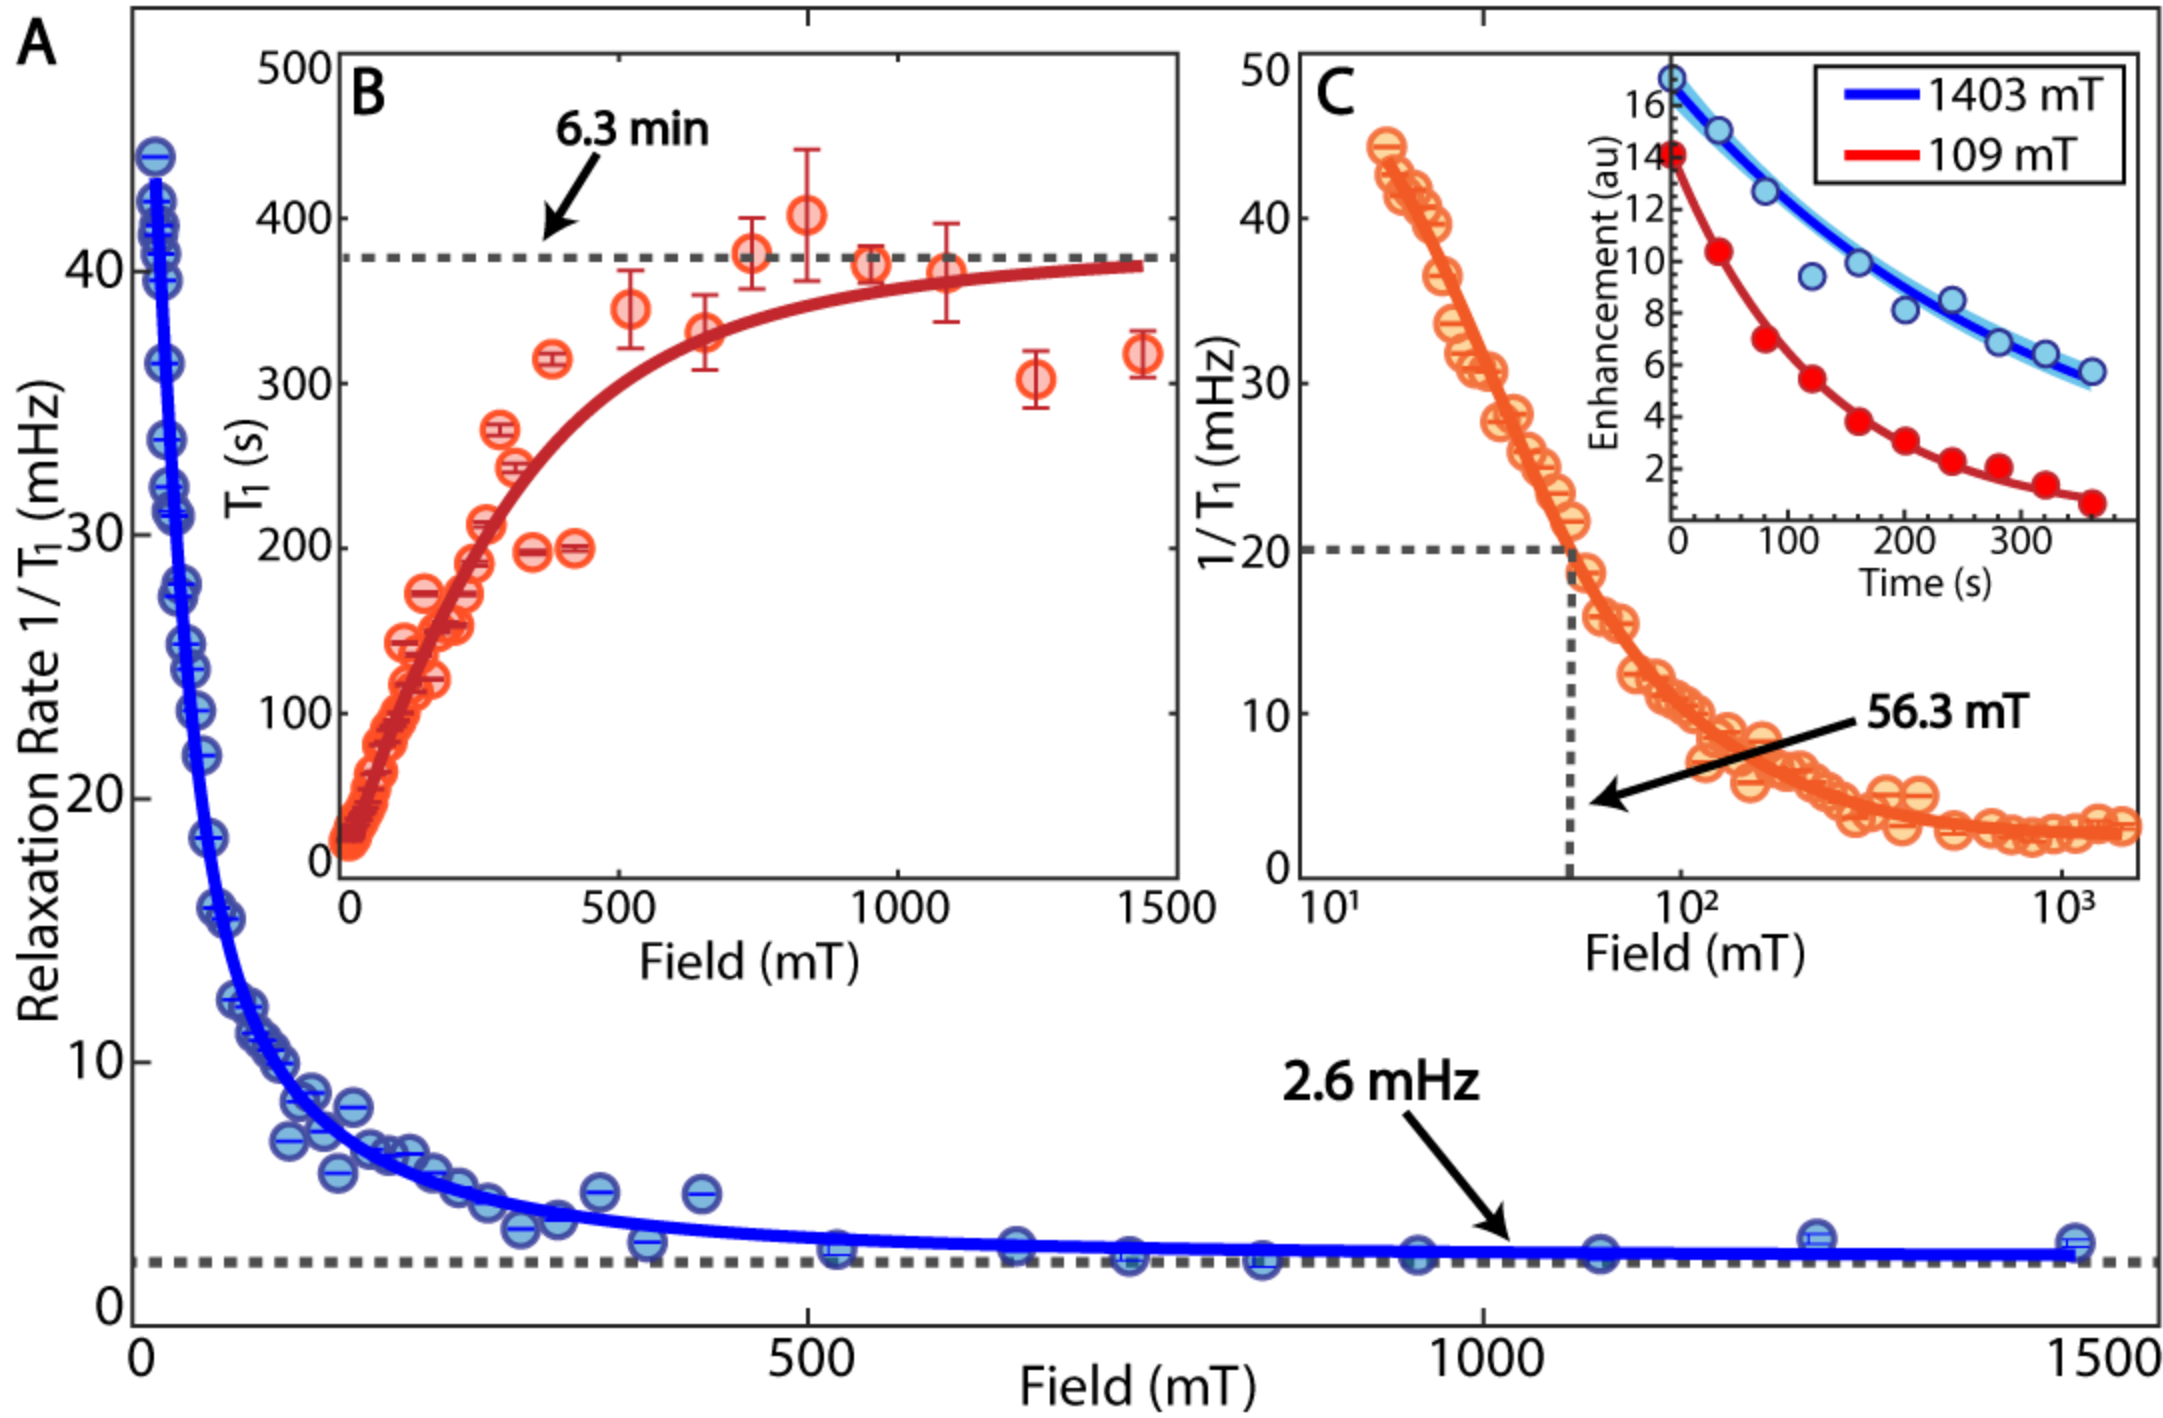 A
Relaxation Rate 1/T₁ (mHz)
40
30
20
10
0
0
500
1000
1500
Field (mT)
2.6 mHz
B
6.3 min
T₁ (s)
500
400
300
200
100
0
0
500
1000
1500
Field (mT)
C
1/T₁ (mHz)
50
40
30
20
10
0
10¹
10²
10³
Field (mT)
56.3 mT
1403 mT
109 mT
Enhancement (au)
16
14
12
10
8
6
4
2
0
100
200
300
Time (s)